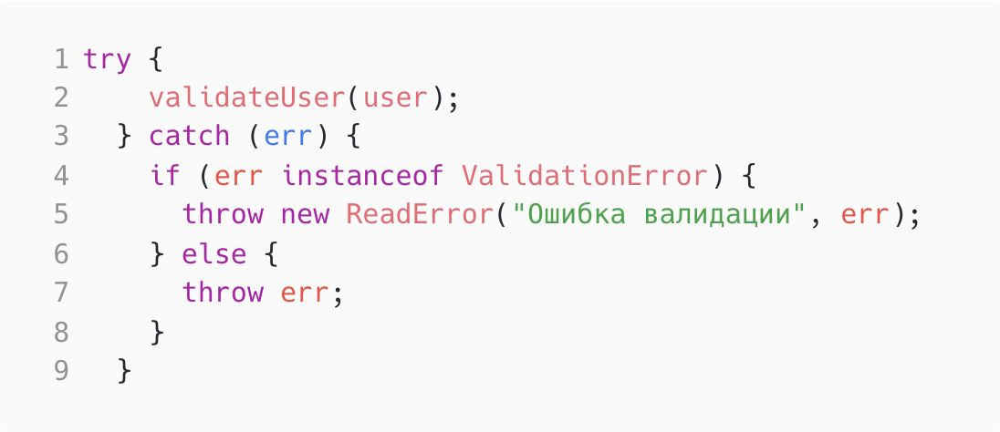 1 try {
2     validateUser(user);
3   } catch (err) {
4     if (err instanceof ValidationError) {
5       throw new ReadError("Ошибка валидации", err);
6     } else {
7       throw err;
8     }
9   }